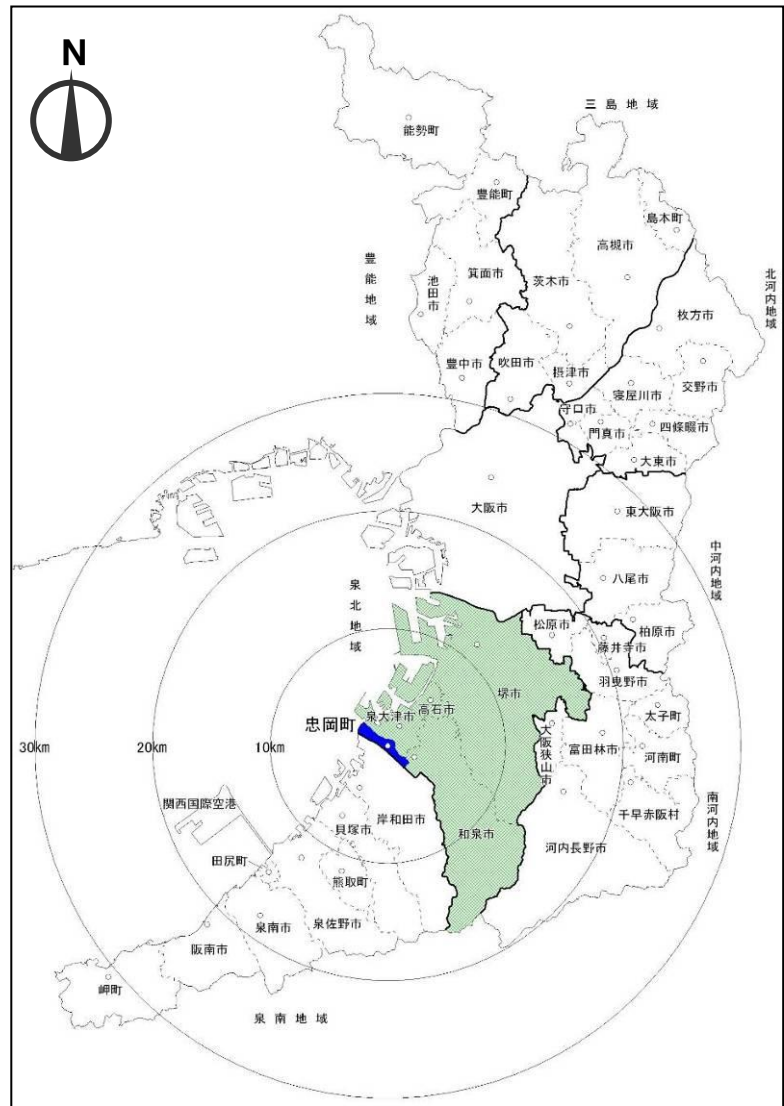 N
三島地域
能勢町
豊能町
島本町
高槻市
豊能地域
箕面市
茨木市
北河内地域
池田市
枚方市
豊中市
吹田市
摂津市
交野市
寝屋川市
守口市
門真市
四條畷市
大東市
大阪市
東大阪市
中河内地域
八尾市
泉北地域
松原市
柏原市
藤井寺市
羽曳野市
堺市
高石市
泉大津市
太子町
忠岡町
大阪狭山市
富田林市
河南町
30km
20km
10km
南河内地域
関西国際空港
千早赤阪村
岸和田市
貝塚市
和泉市
河内長野市
田尻町
熊取町
泉南市
泉佐野市
阪南市
岬町
泉南地域